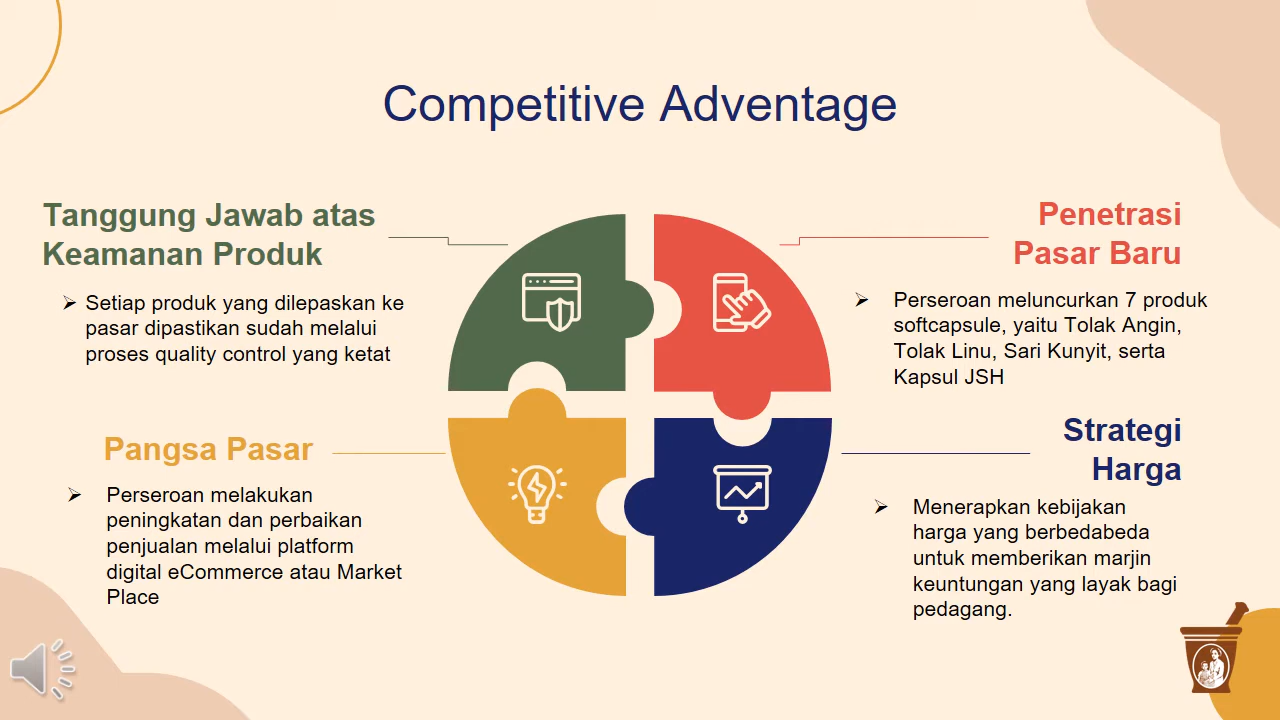 Competitive Adventage
Tanggung Jawab atas
Keamanan Produk
➢ Setiap produk yang dilepaskan ke
pasar dipastikan sudah melalui
proses quality control yang ketat
Pangsa Pasar
➢ Perseroan melakukan
peningkatan dan perbaikan
penjualan melalui platform
digital eCommerce atau Market
Place
Penetrasi
Pasar Baru
➢ Perseroan meluncurkan 7 produk
softcapsule, yaitu Tolak Angin,
Tolak Linu, Sari Kunyit, serta
Kapsul JSH
Strategi
Harga
➢ Menerapkan kebijakan
harga yang berbedabeda
untuk memberikan marjin
keuntungan yang layak bagi
pedagang.